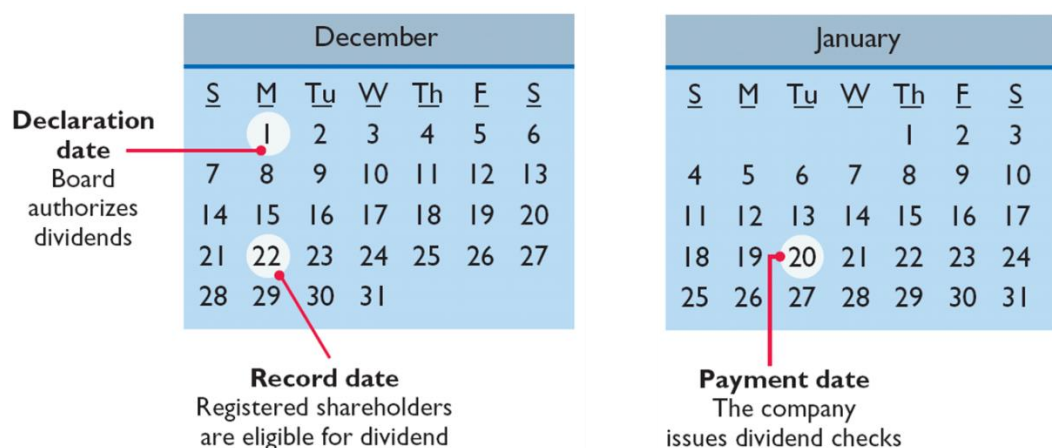 December
S M Tu W Th F S
1 2 3 4 5 6
7 8 9 10 11 12 13
14 15 16 17 18 19 20
21 22 23 24 25 26 27
28 29 30 31
Declaration
date
Board
authorizes
dividends
Record date
Registered shareholders
are eligible for dividend
January
S M Tu W Th F S
1 2 3
4 5 6 7 8 9 10
11 12 13 14 15 16 17
18 19 20 21 22 23 24
25 26 27 28 29 30 31
Payment date
The company
issues dividend checks